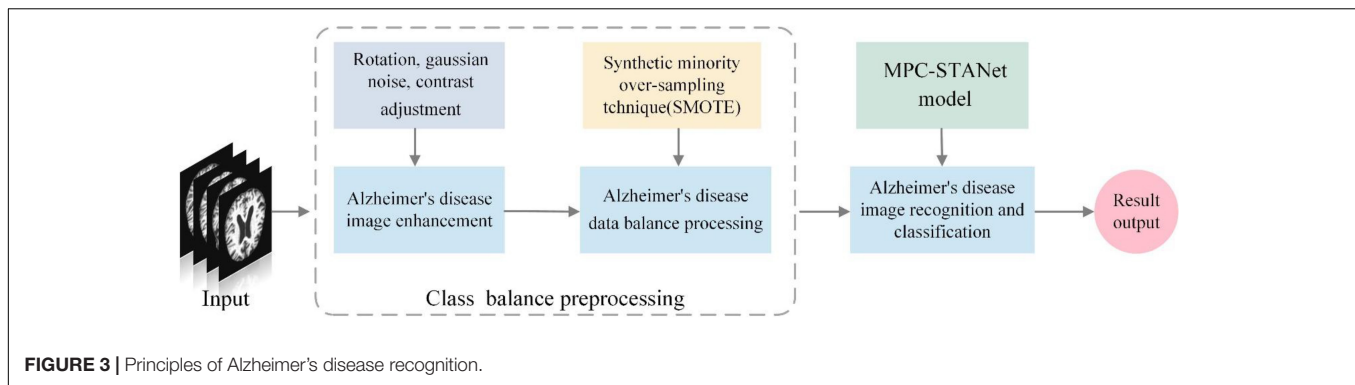 Rotation, gaussian
noise, contrast
adjustment
Synthetic minority
over-sampling
tchnique(SMOTE)
MPC-STANet
model
Input
Alzheimer's disease
image enhancement
Alzheimer's disease
data balance processing
Alzheimer's disease
image recognition and
classification
Result
output
Class balance preprocessing
FIGURE 3 | Principles of Alzheimer's disease recognition.